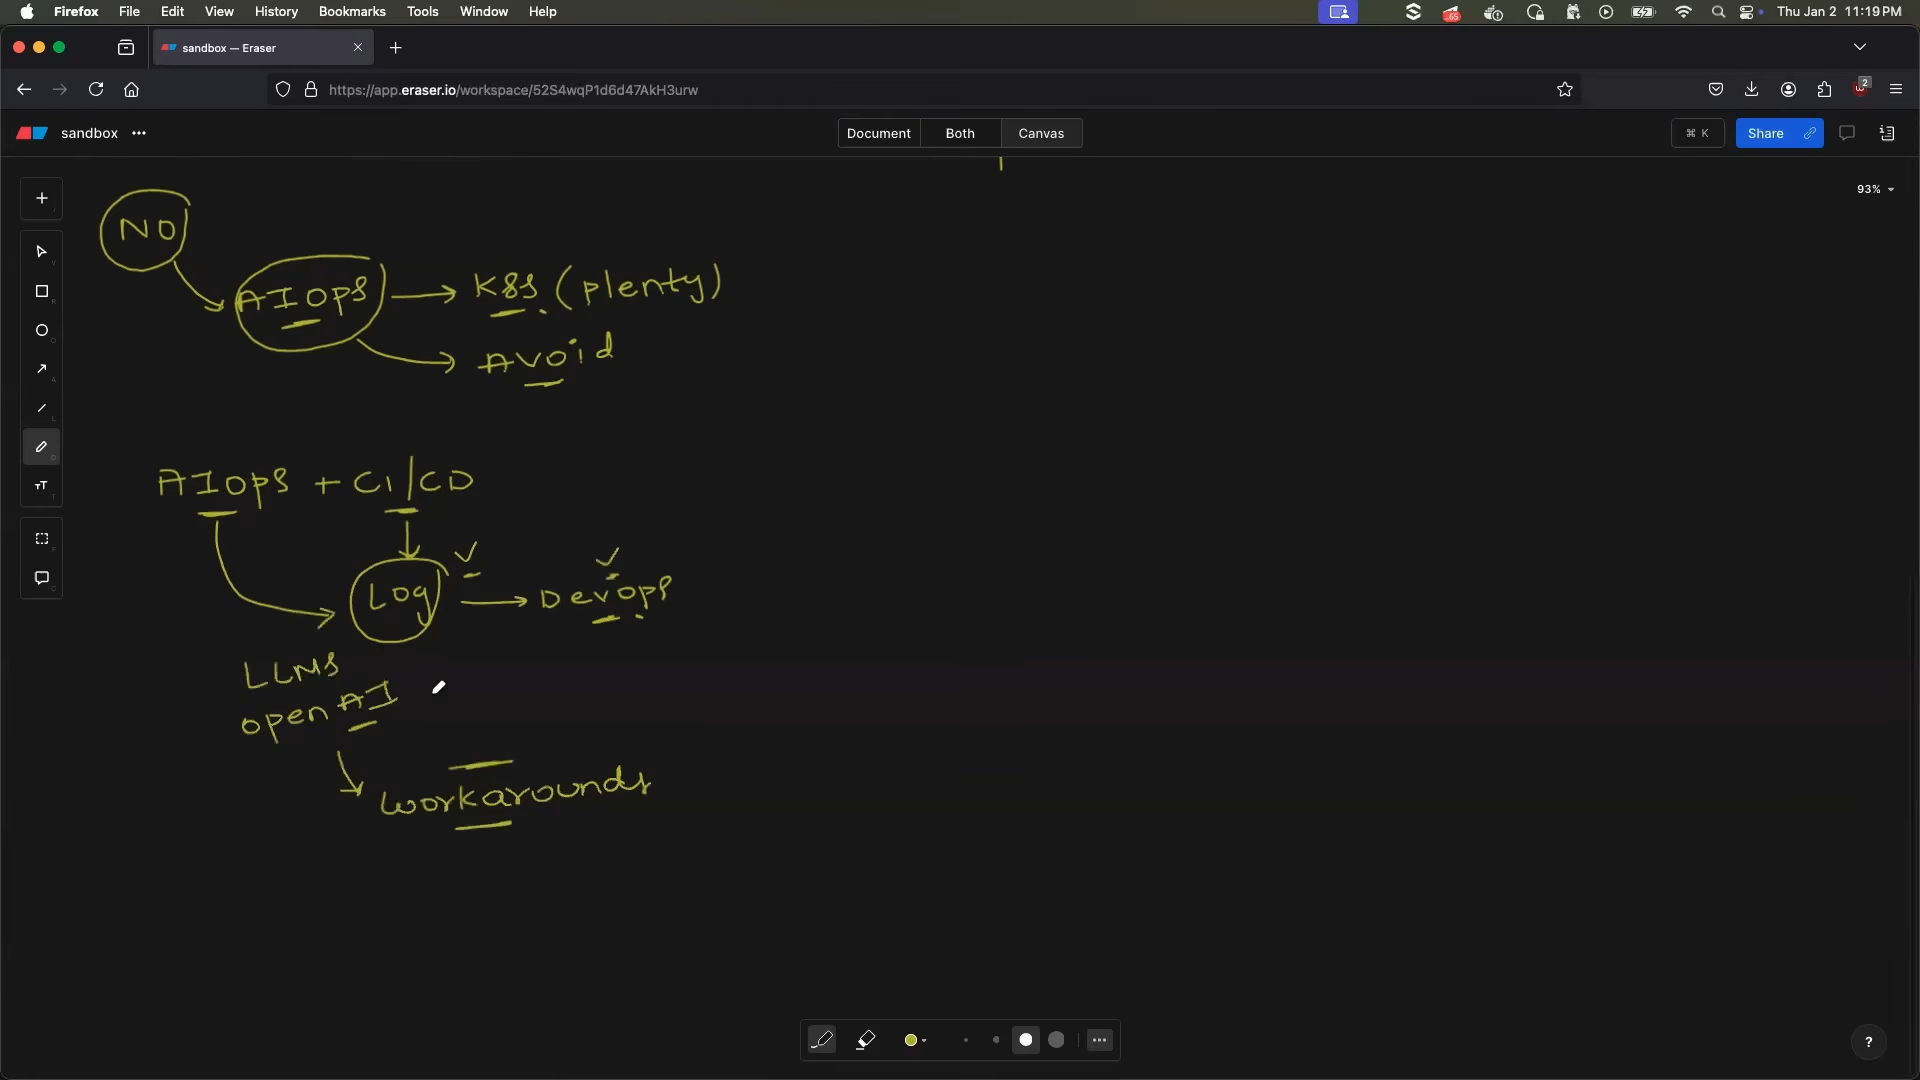 Firefox File Edit View History Bookmarks Tools Window Help Thu Jan 2 11:19 PM
sandbox — Eraser
https://app.eraser.io/workspace/52S4wqP1d6d47AkH3urw 2
sandbox ••• Document Both Canvas ⌘ K Share
93%
NO
AIOps → K8s (plenty)
Avoid
AIOps + CI/CD
Log → DevOps
LLMs
openAI
workarounds
?